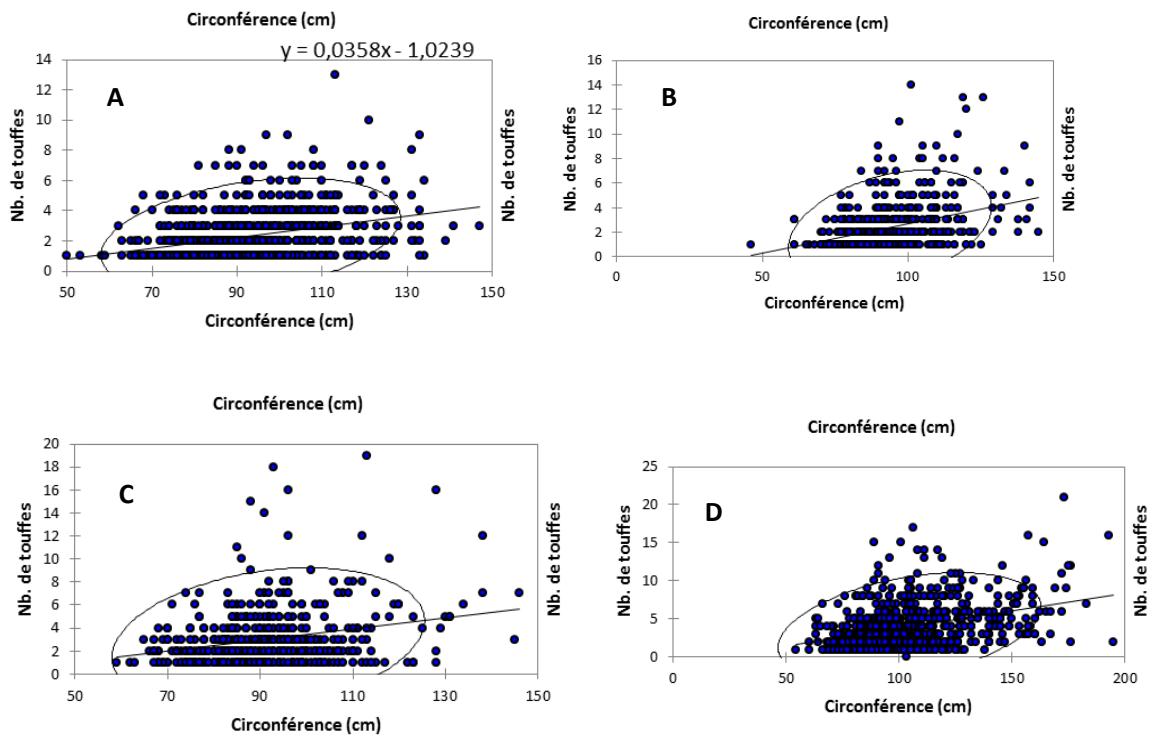 Circonférence (cm)
y = 0,0358x - 1,0239
A
Nb. de touffes
14
12
10
8
6
4
2
0
50
70
90
110
130
150
Nb. de touffes
Circonférence (cm)
Circonférence (cm)
B
16
14
12
10
8
6
4
2
0
0
50
100
150
Nb. de touffes
Circonférence (cm)
Circonférence (cm)
C
Nb. de touffes
20
18
16
14
12
10
8
6
4
2
0
50
70
90
110
130
150
Nb. de touffes
Circonférence (cm)
Circonférence (cm)
D
Nb. de touffes
25
20
15
10
5
0
0
50
100
150
200
Nb. de touffes
Circonférence (cm)